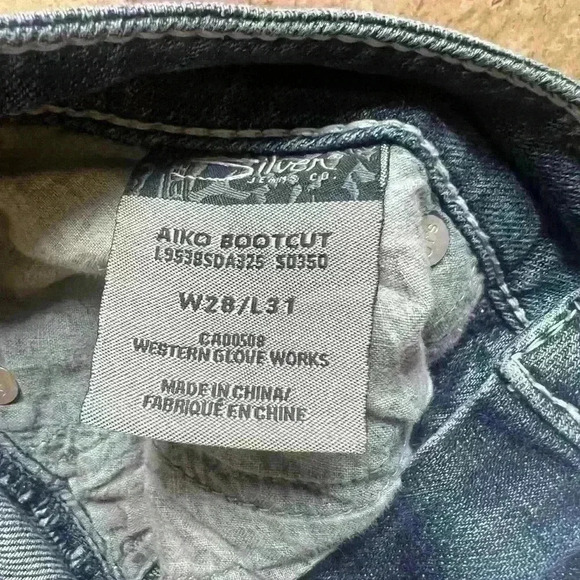 Silver
JEANS CO.
AIKO BOOTCUT
L9538SDA325 SD350
W28/L31
CA00508
WESTERN GLOVE WORKS
MADE IN CHINA/
FABRIQUÉ EN CHINE